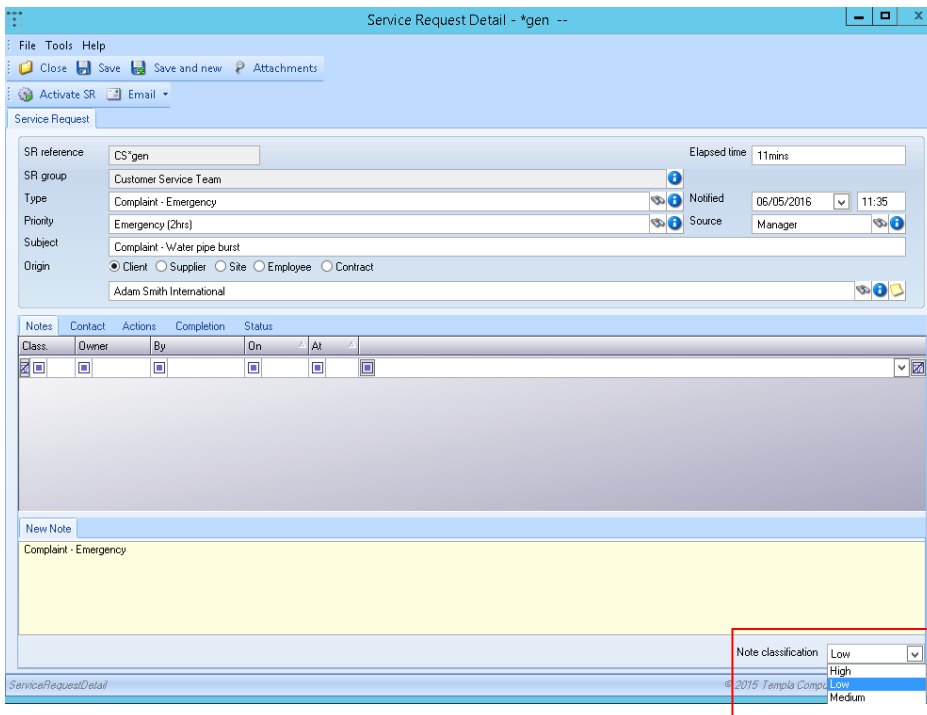 Service Request Detail - *gen --
File Tools Help
Close Save Save and new Attachments
Activate SR Email
Service Request
SR reference CS*gen Elapsed time 11mins
SR group Customer Service Team
Type Complaint - Emergency Notified 06/05/2016 11:35
Priority Emergency (2hrs) Source Manager
Subject Complaint - Water pipe burst
Origin Client Supplier Site Employee Contract
Adam Smith International
Notes Contact Actions Completion Status
Class. Owner By On At
New Note
Complaint - Emergency
Note classification Low
High
ServiceRequestDetail © 2015 Templa Compu Low
Medium